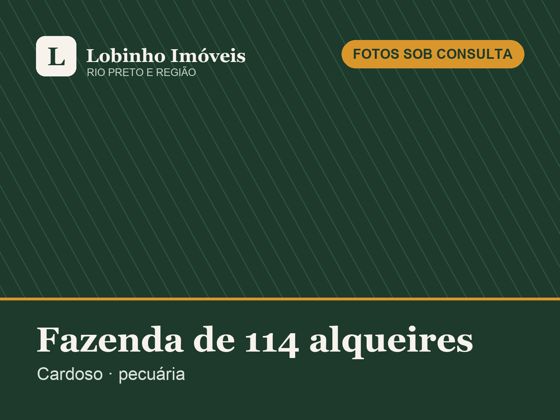 L
Lobinho Imóveis
RIO PRETO E REGIÃO
FOTOS SOB CONSULTA
Fazenda de 114 alqueires
Cardoso · pecuária